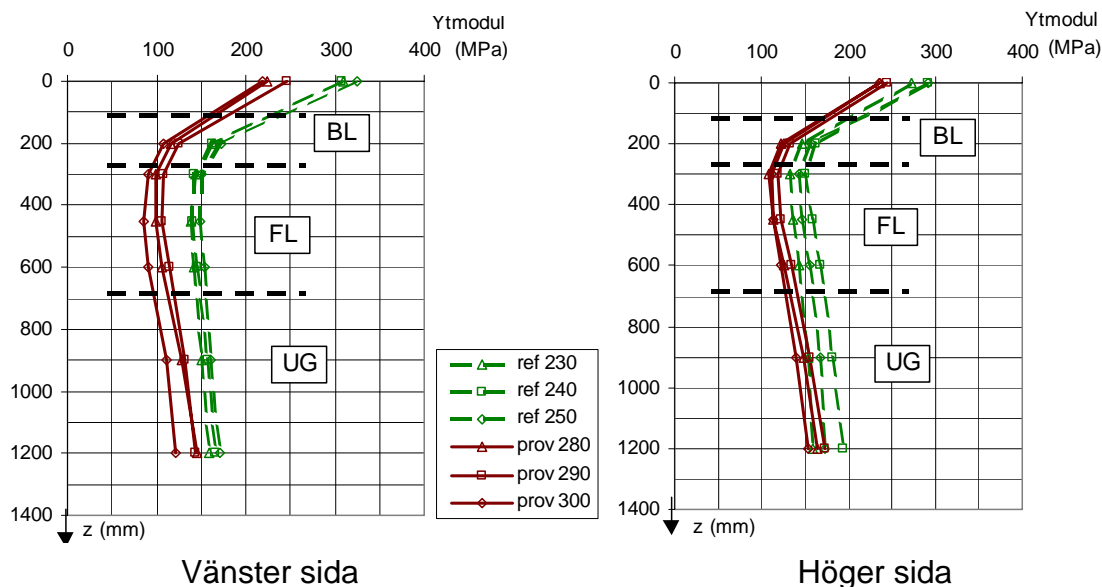 Ytmodul
(MPa)
0 100 200 300 400
0
200
400
600
800
1000
1200
1400
BL
FL
UG
z (mm)
Vänster sida
ref 230
ref 240
ref 250
prov 280
prov 290
prov 300
Ytmodul
(MPa)
0 100 200 300 400
0
200
400
600
800
1000
1200
1400
BL
FL
UG
z (mm)
Höger sida